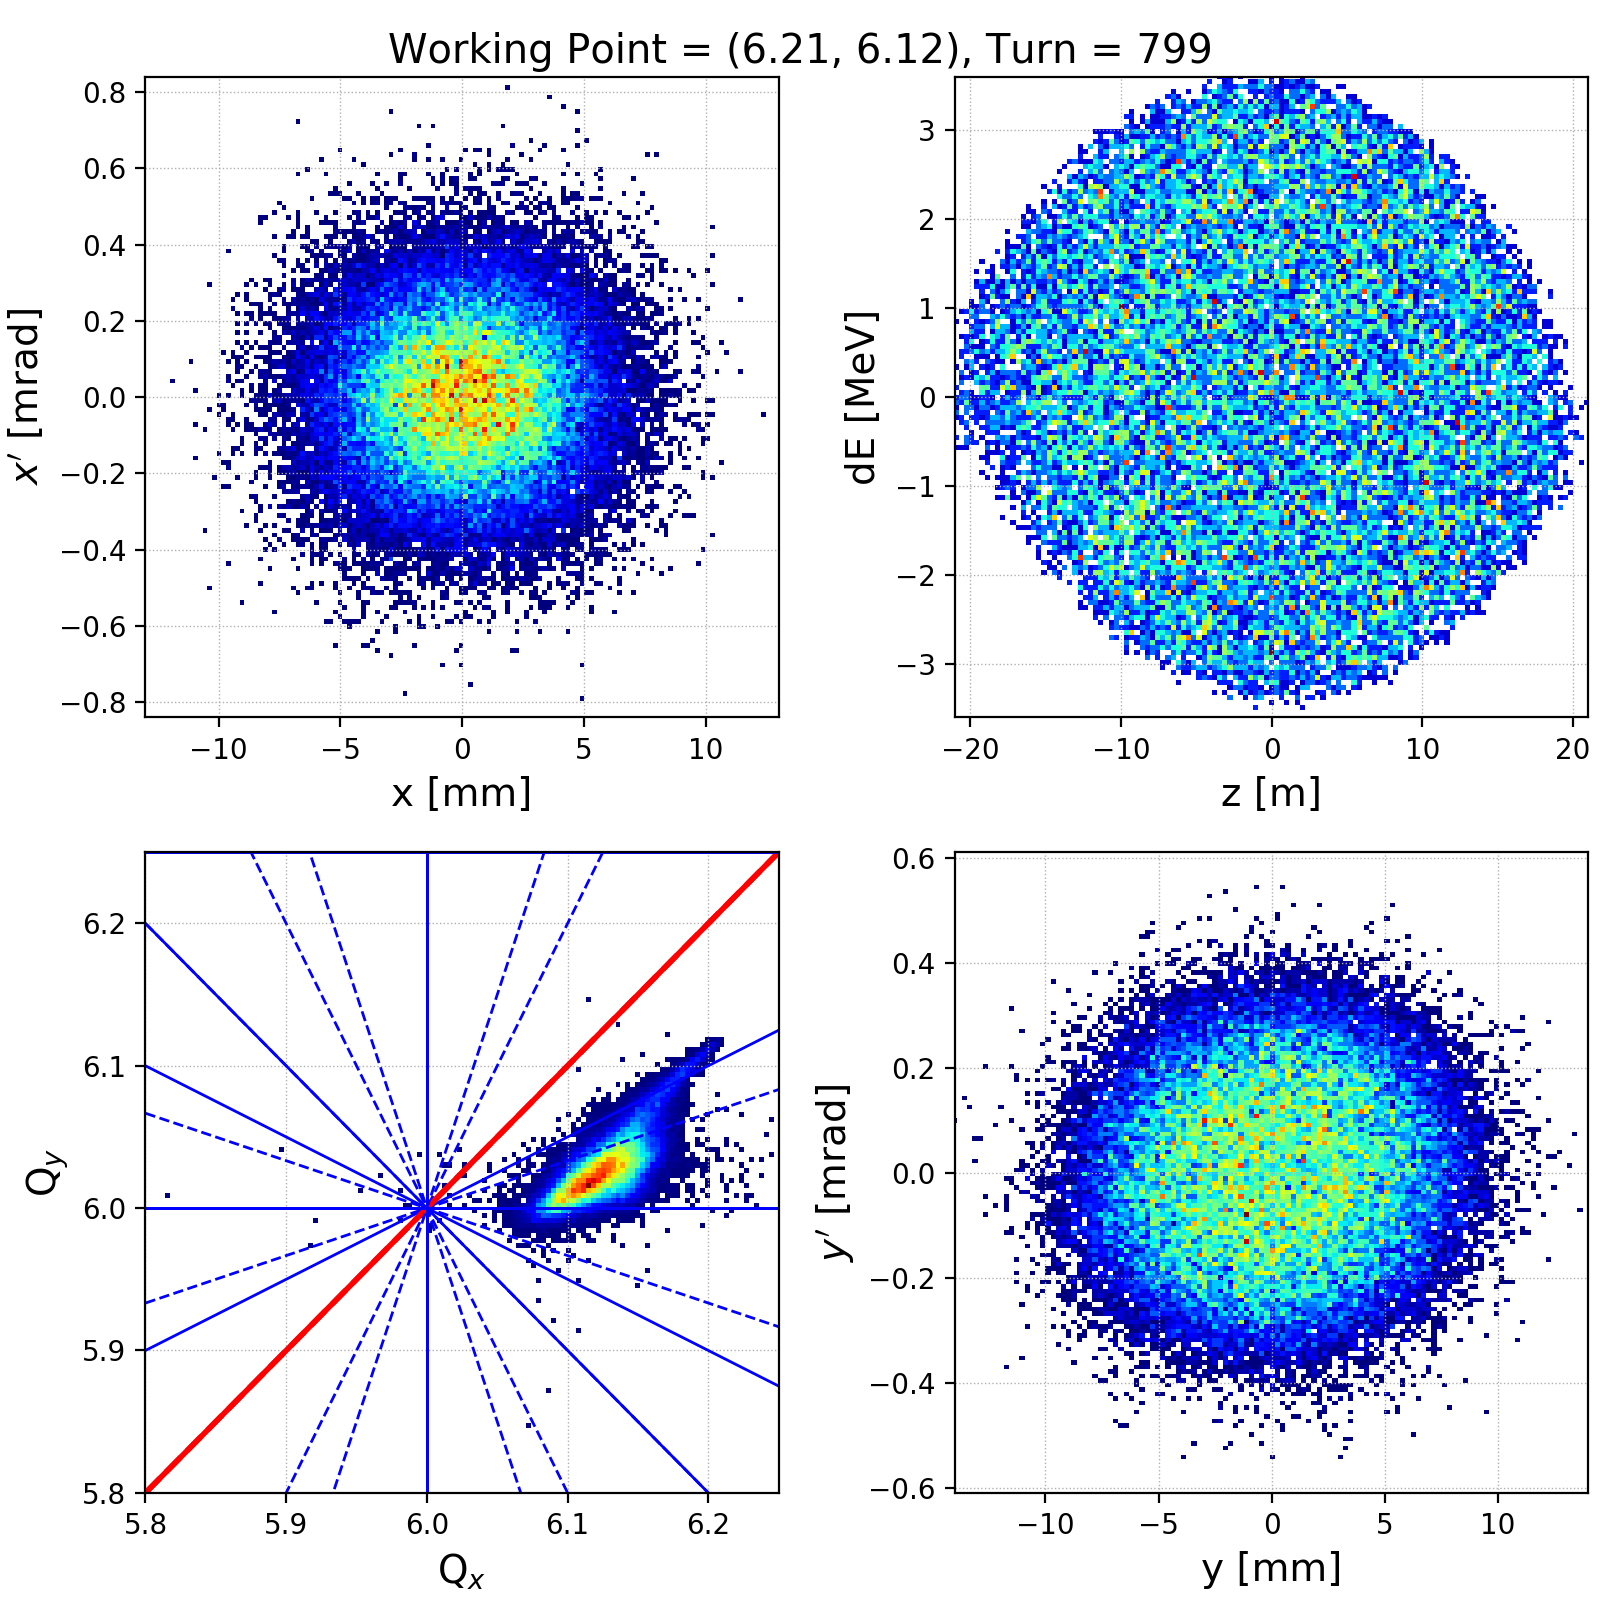 Working Point = (6.21, 6.12), Turn = 799
0.8
0.6
0.4
0.2
0.0
−0.2
−0.4
−0.6
−0.8
x′ [mrad]
−10 −5 0 5 10
x [mm]
3
2
1
0
−1
−2
−3
dE [MeV]
−20 −10 0 10 20
z [m]
6.2
6.1
6.0
5.9
5.8
Qy
5.8 5.9 6.0 6.1 6.2
Qx
0.6
0.4
0.2
0.0
−0.2
−0.4
−0.6
y′ [mrad]
−10 −5 0 5 10
y [mm]